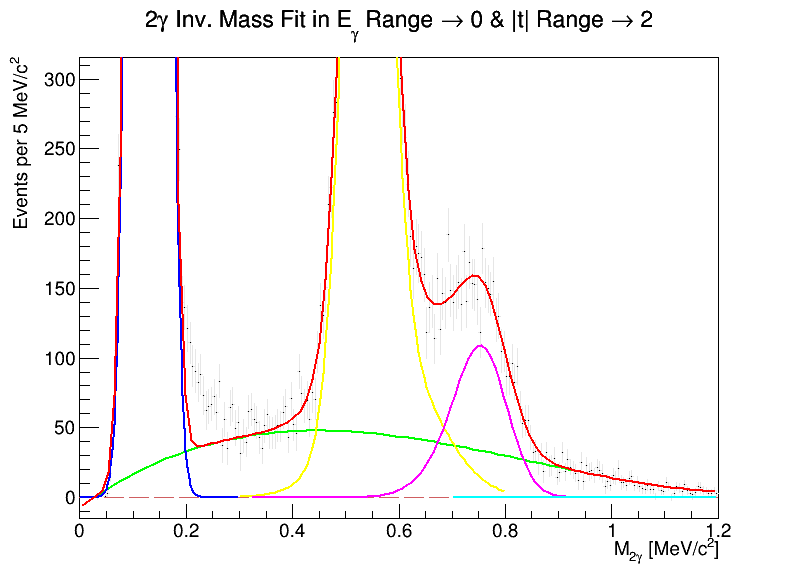 2γ Inv. Mass Fit in Eγ Range → 0 & |t| Range → 2
Events per 5 MeV/c²
300
250
200
150
100
50
0
0 0.2 0.4 0.6 0.8 1 1.2
M2γ [MeV/c²]